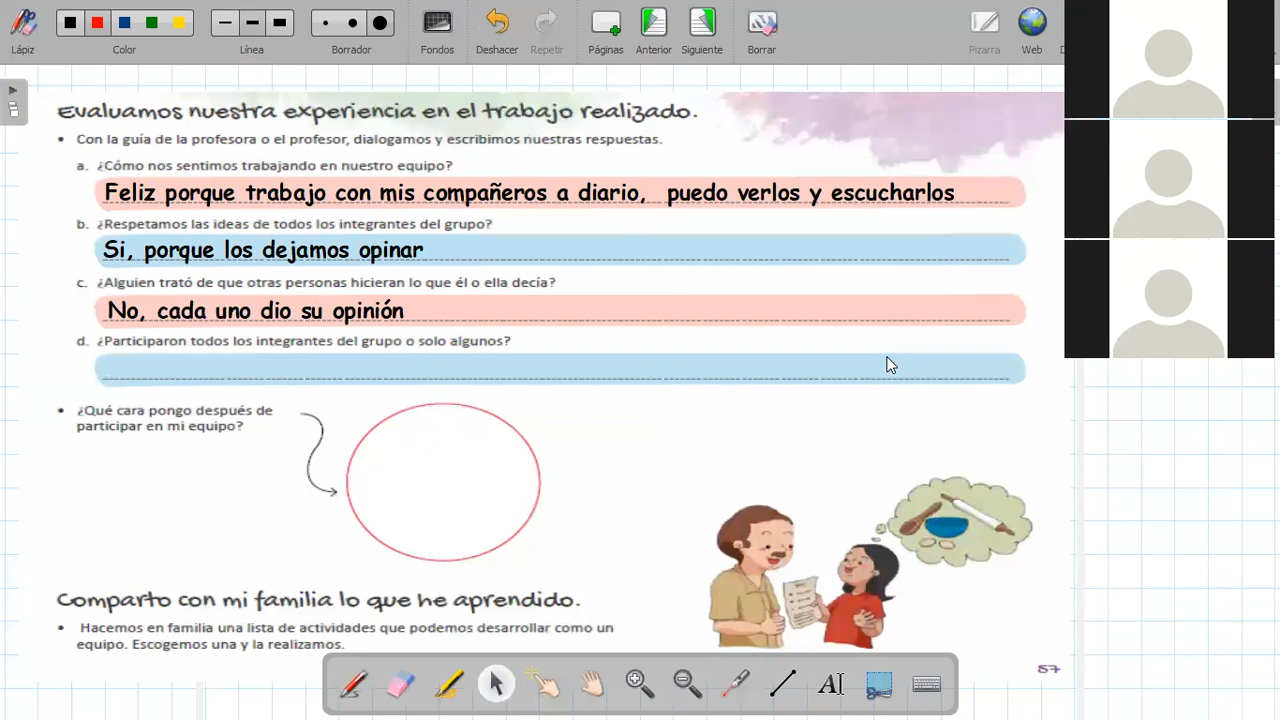 Lápiz
Color
Línea
Borrador
Fondos
Deshacer
Repetir
Páginas
Anterior
Siguiente
Borrar
Pizarra
Web
Evaluamos nuestra experiencia en el trabajo realizado.
• Con la guía de la profesora o el profesor, dialogamos y escribimos nuestras respuestas.
a. ¿Cómo nos sentimos trabajando en nuestro equipo?
Feliz porque trabajo con mis compañeros a diario, puedo verlos y escucharlos
b. ¿Respetamos las ideas de todos los integrantes del grupo?
Si, porque los dejamos opinar
c. ¿Alguien trató de que otras personas hicieran lo que él o ella decía?
No, cada uno dio su opinión
d. ¿Participaron todos los integrantes del grupo o solo algunos?
• ¿Qué cara pongo después de
participar en mi equipo?
Comparto con mi familia lo que he aprendido.
• Hacemos en familia una lista de actividades que podemos desarrollar como un
equipo. Escogemos una y la realizamos.
57